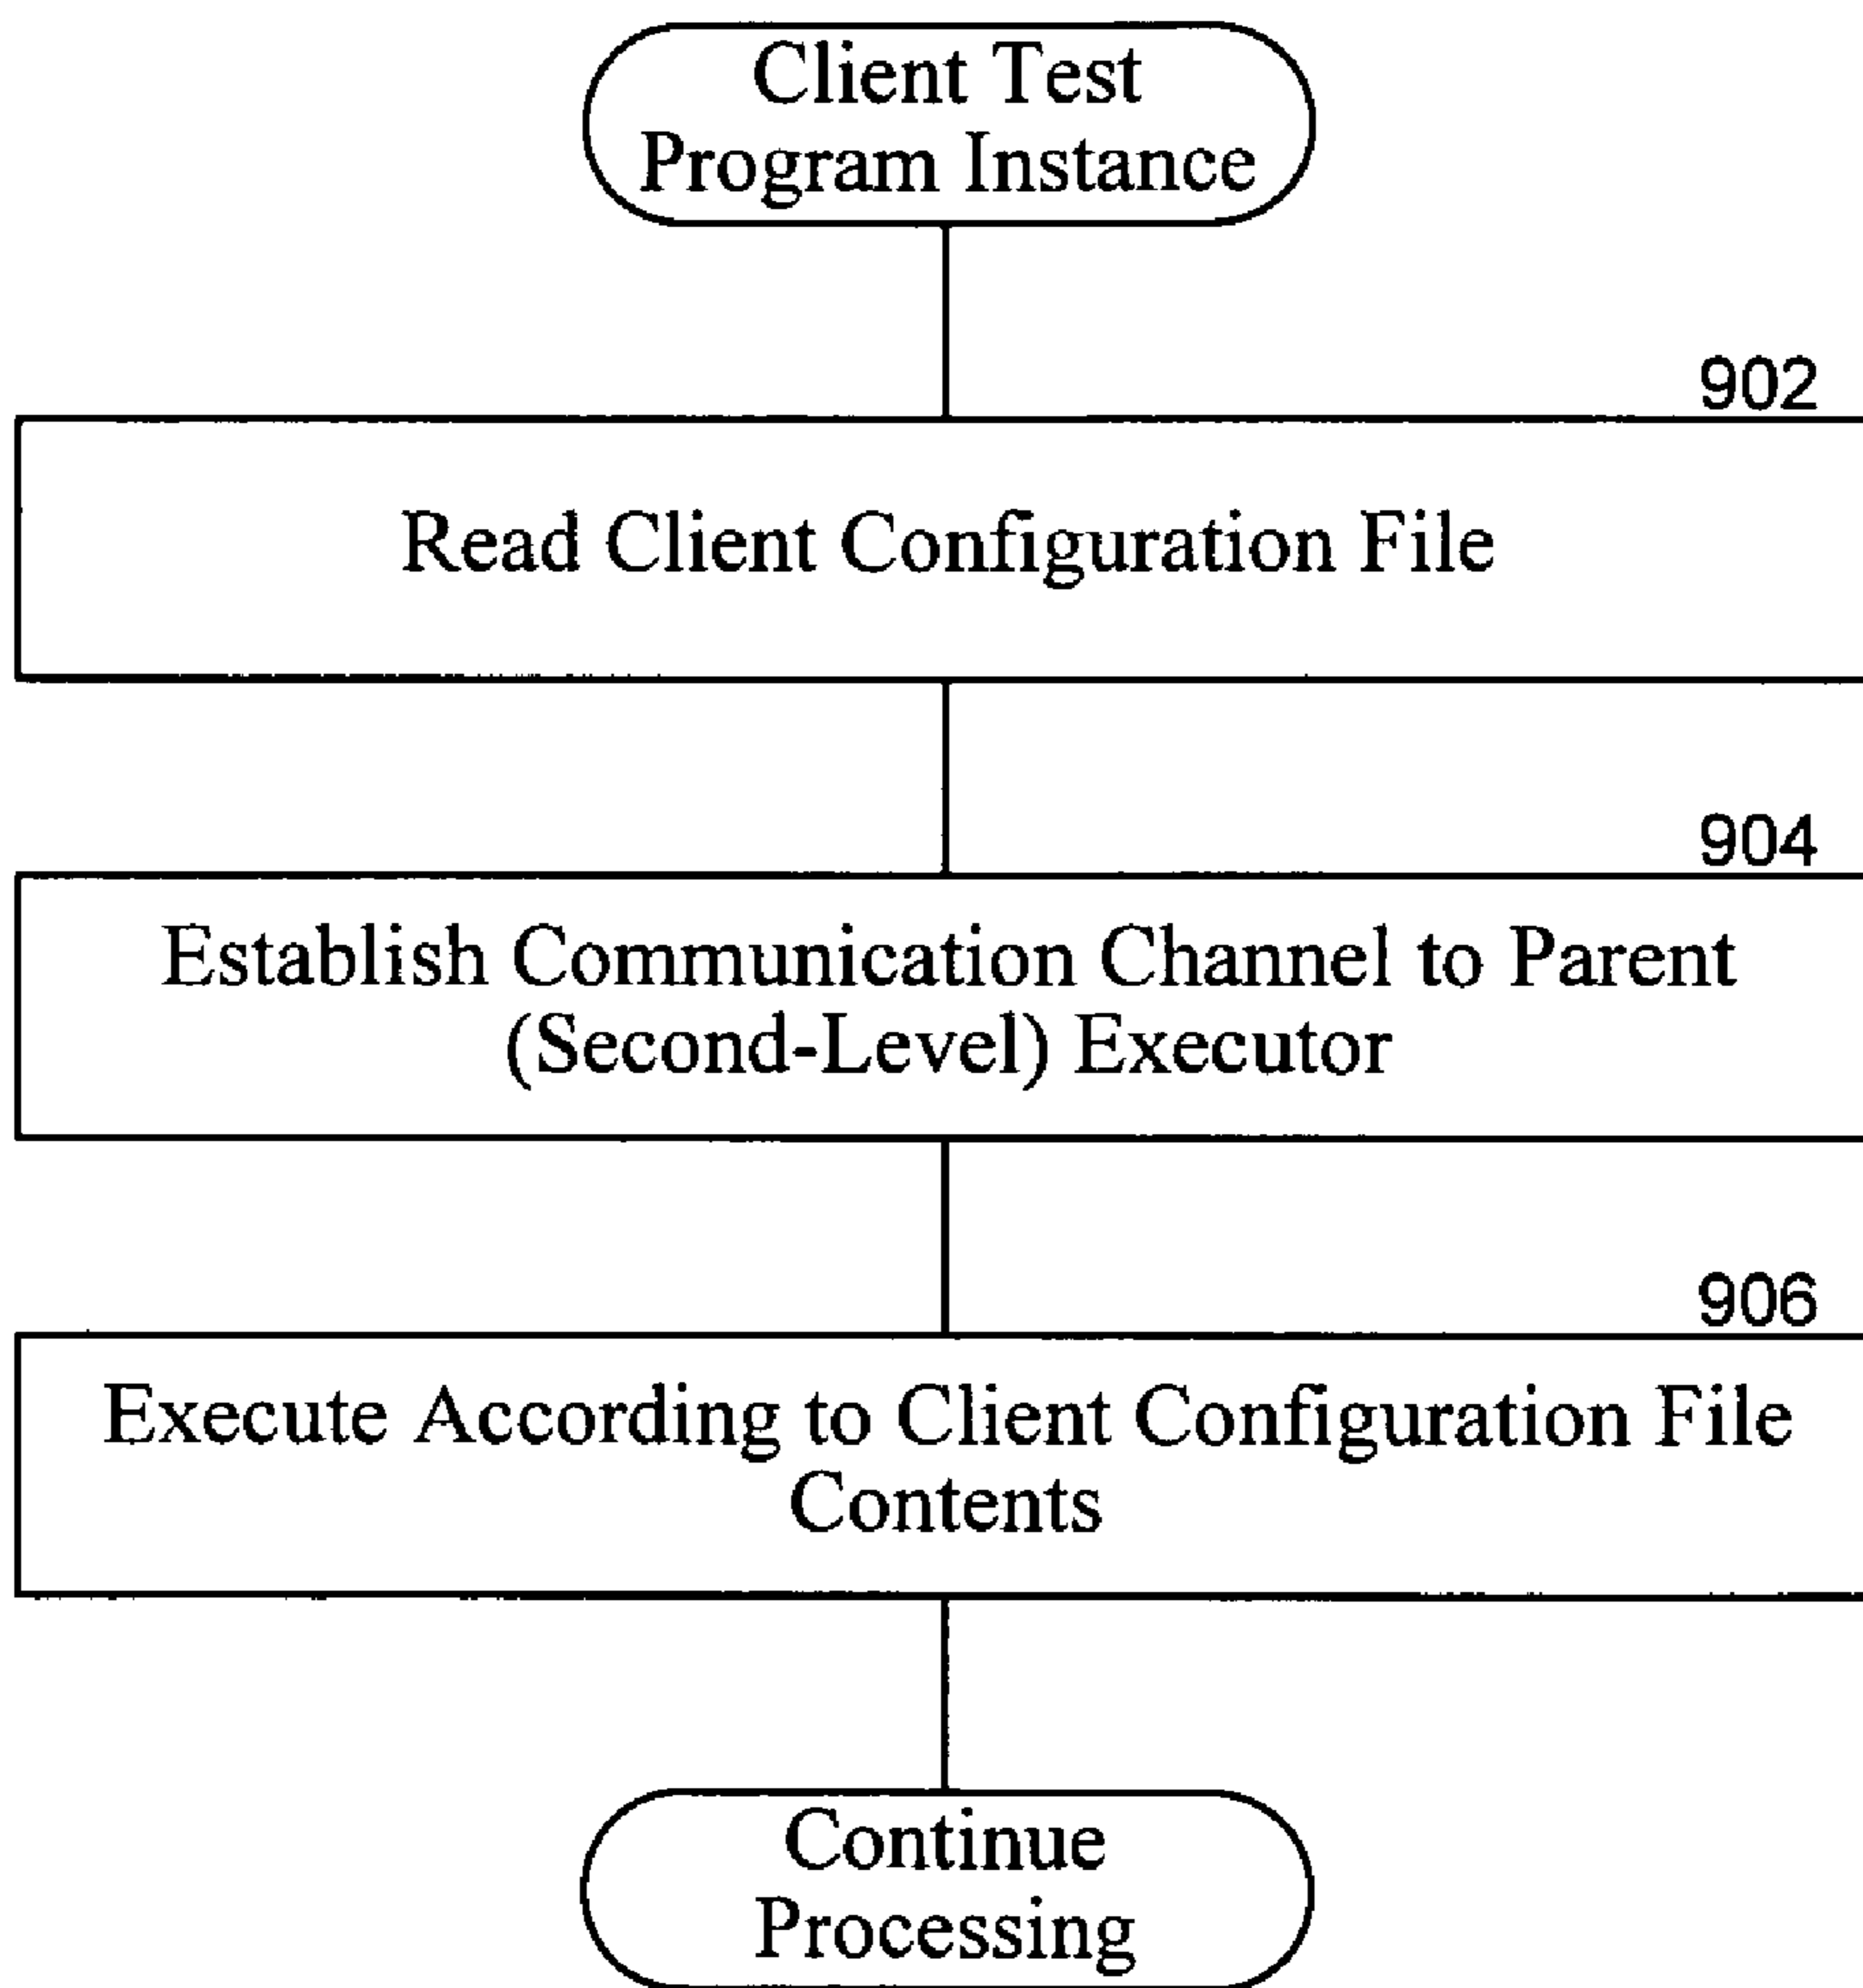 Client Test
Program Instance
902
Read Client Configuration File
904
Establish Communication Channel to Parent
(Second-Level) Executor
906
Execute According to Client Configuration File
Contents
Continue
Processing